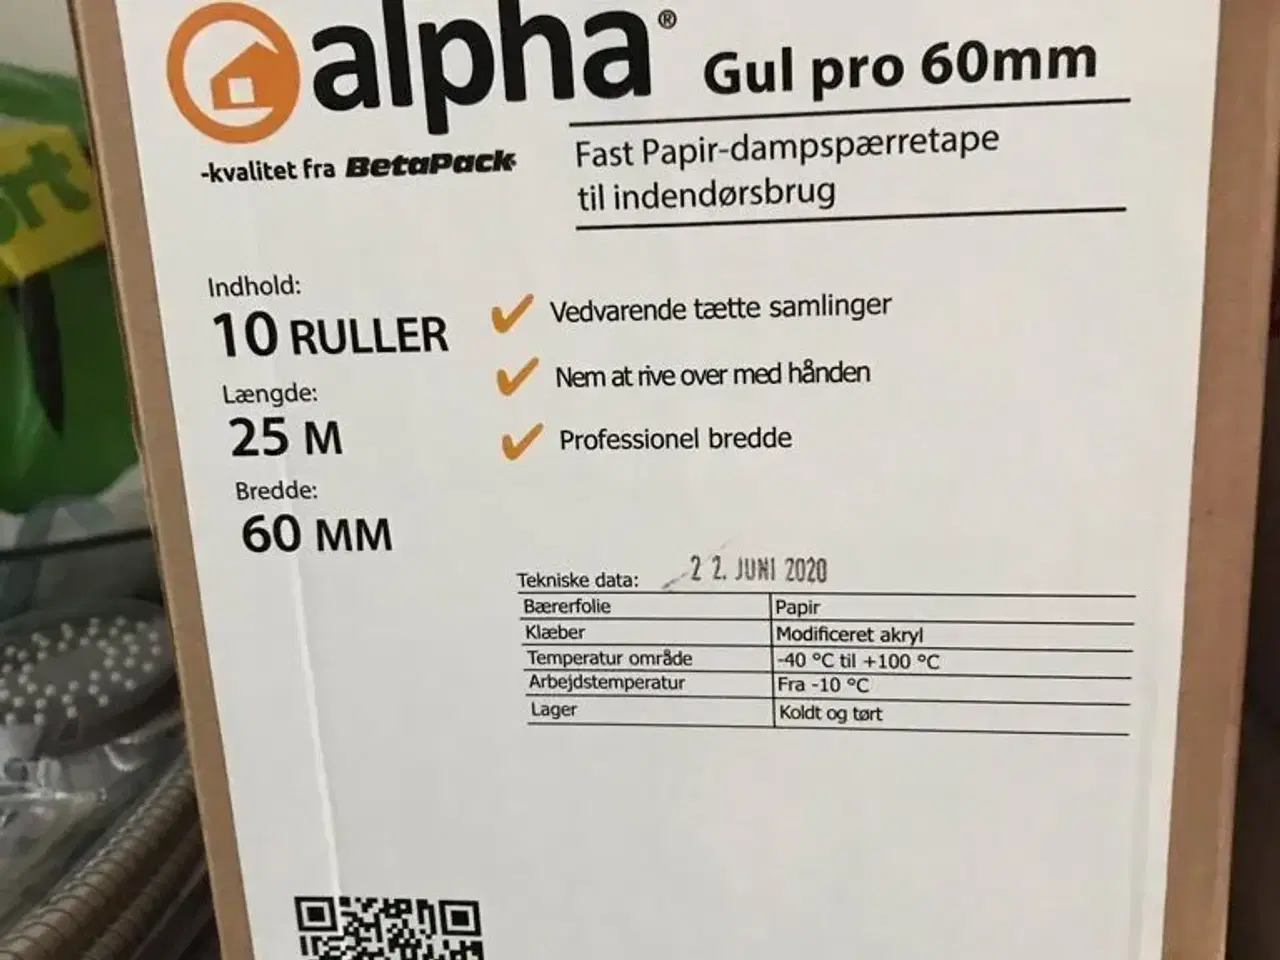 alpha® Gul pro 60mm
-kvalitet fra BetaPack
Fast Papir-dampspærretape
til indendørsbrug
Indhold:
10 RULLER
Længde:
25 M
Bredde:
60 MM
Vedvarende tætte samlinger
Nem at rive over med hånden
Professionel bredde
Tekniske data: 22. JUNI 2020
Bærerfolie Papir
Klæber Modificeret akryl
Temperatur område -40 °C til +100 °C
Arbejdstemperatur Fra -10 °C
Lager Koldt og tørt